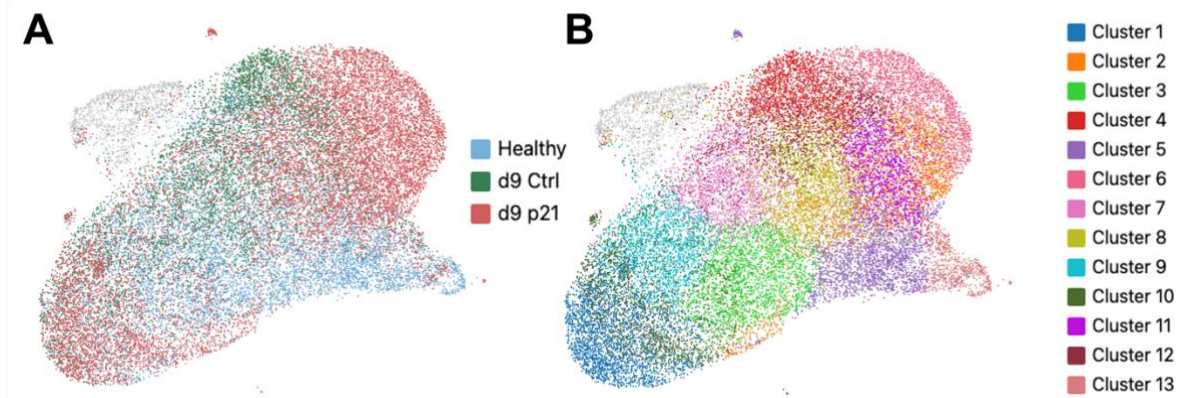 A
B
Healthy
d9 Ctrl
d9 p21
Cluster 1
Cluster 2
Cluster 3
Cluster 4
Cluster 5
Cluster 6
Cluster 7
Cluster 8
Cluster 9
Cluster 10
Cluster 11
Cluster 12
Cluster 13